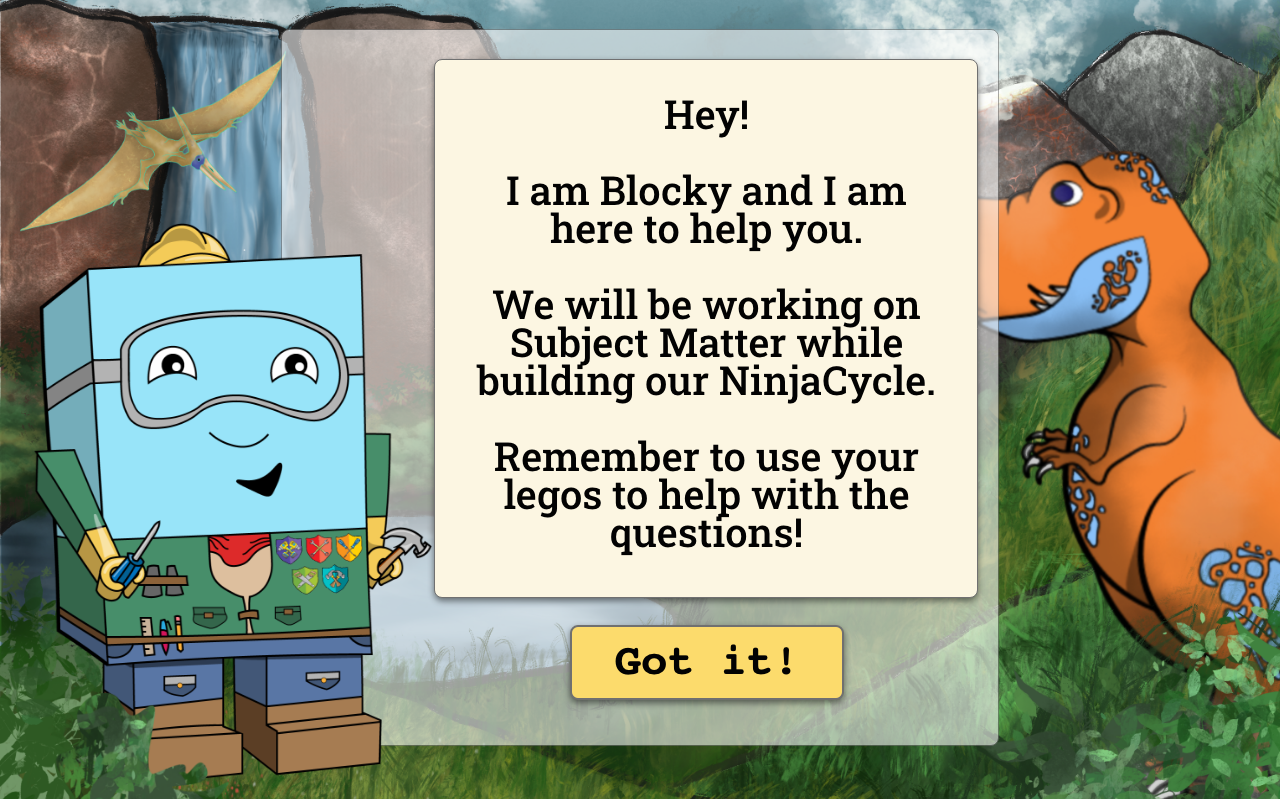 Hey!
I am Blocky and I am
here to help you.
We will be working on
Subject Matter while
building our NinjaCycle.
Remember to use your
legos to help with the
questions!
Got it!